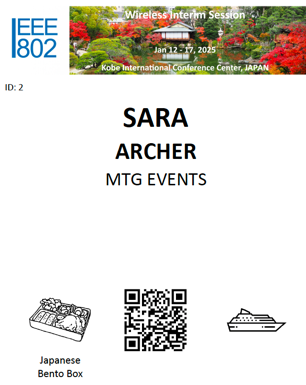 IEEE
802
Wireless Interim Session
Jan 12 - 17, 2025
Kobe International Conference Center, JAPAN
ID: 2
SARA
ARCHER
MTG EVENTS
Japanese
Bento Box